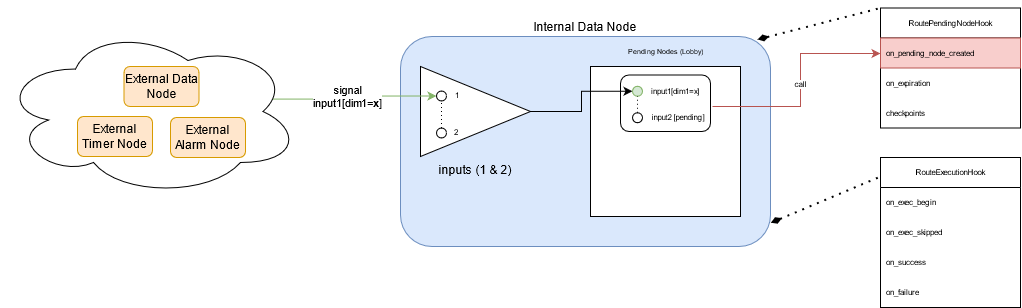 External Data
Node
External
Timer Node
External
Alarm Node
signal
input1[dim1=x]
Internal Data Node
1
2
inputs (1 & 2)
Pending Nodes (Lobby)
input1[dim1=x]
input2 [pending]
call
RoutePendingNodeHook
on_pending_node_created
on_expiration
checkpoints
RouteExecutionHook
on_exec_begin
on_exec_skipped
on_success
on_failure